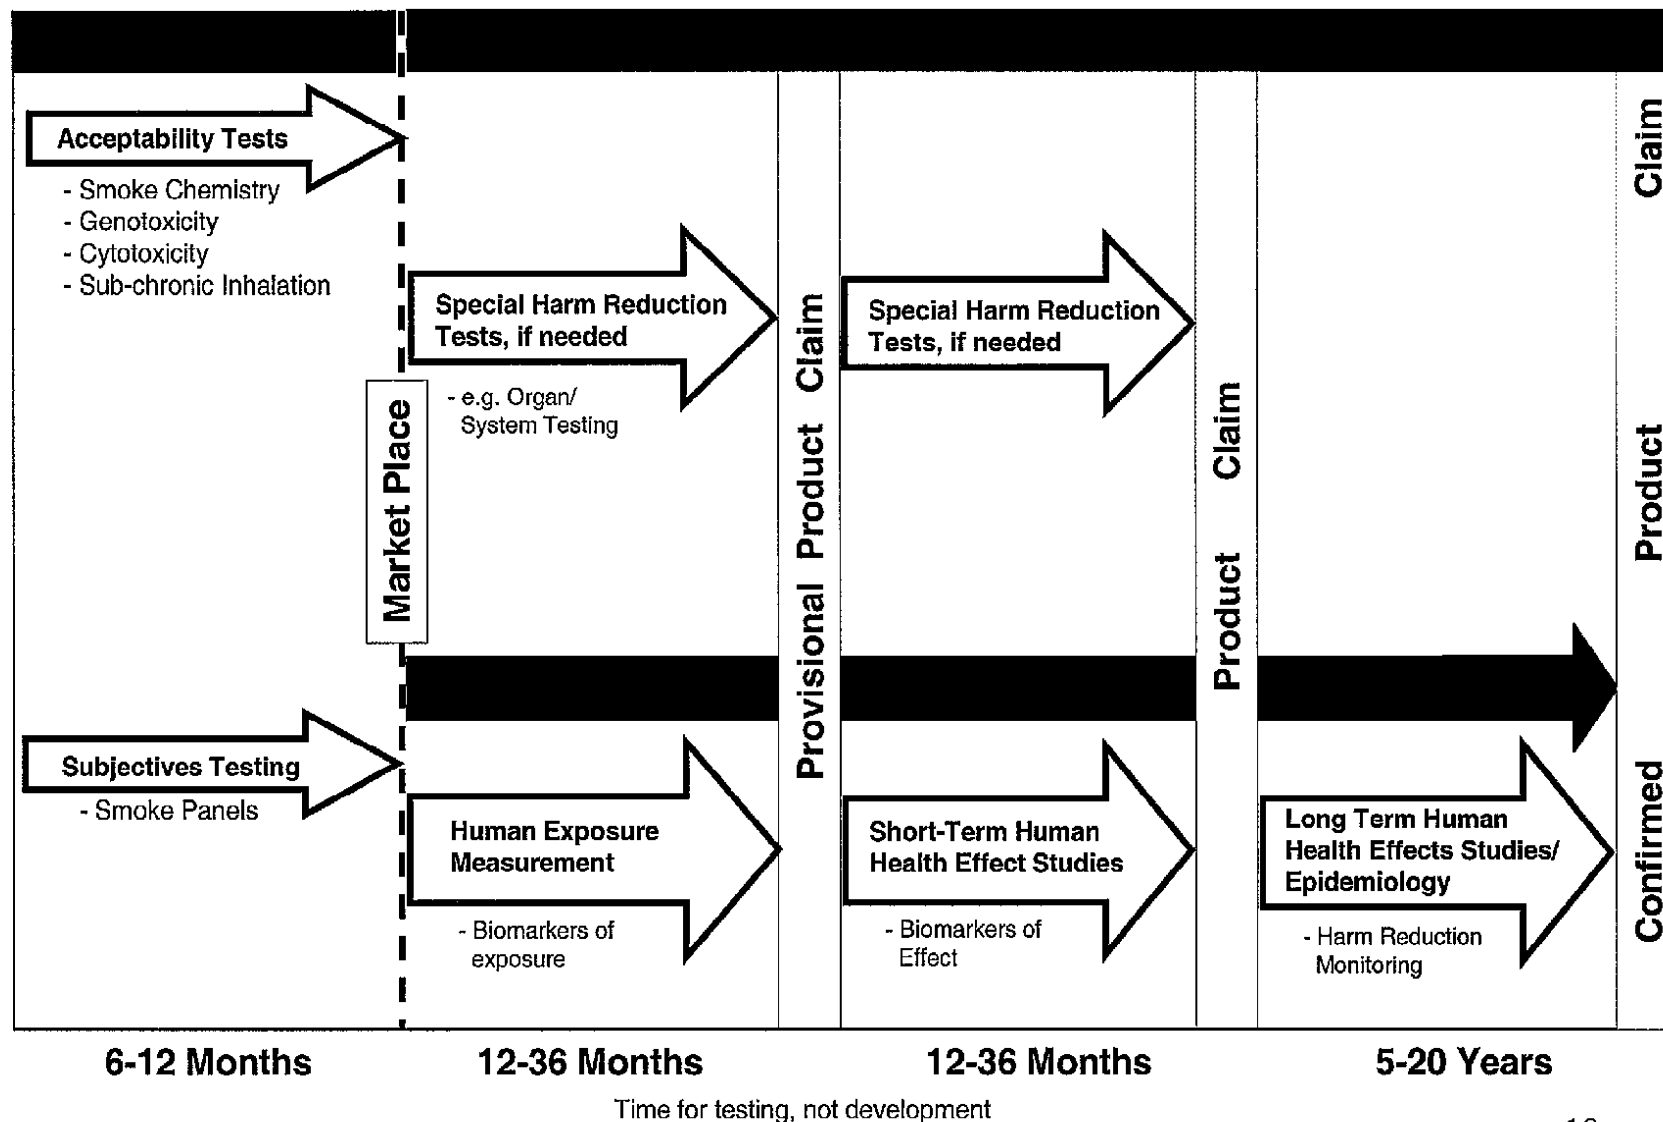 Acceptability Tests
- Smoke Chemistry
- Genotoxicity
- Cytotoxicity
- Sub-chronic Inhalation
Subjectives Testing
- Smoke Panels
Market Place
Special Harm Reduction
Tests, if needed
- e.g. Organ/
System Testing
Human Exposure
Measurement
- Biomarkers of
exposure
Provisional Product Claim
Special Harm Reduction
Tests, if needed
Short-Term Human
Health Effect Studies
- Biomarkers of
Effect
Product Claim
Long Term Human
Health Effects Studies/
Epidemiology
- Harm Reduction
Monitoring
Confirmed Product Claim
6-12 Months
12-36 Months
12-36 Months
5-20 Years
Time for testing, not development